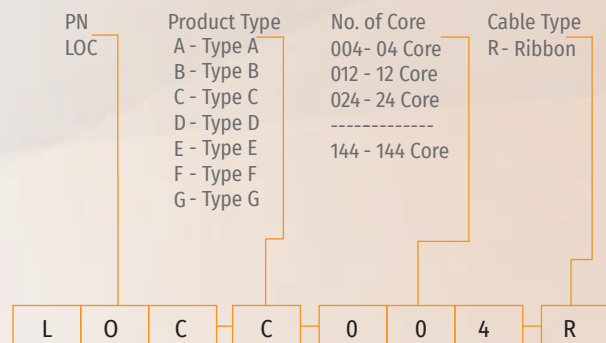 PN
LOC
Product Type
A - Type A
B - Type B
C - Type C
D - Type D
E - Type E
F - Type F
G - Type G
No. of Core
004 - 04 Core
012 - 12 Core
024 - 24 Core
-------------
144 - 144 Core
Cable Type
R - Ribbon
L O C - C - 0 0 4 - R